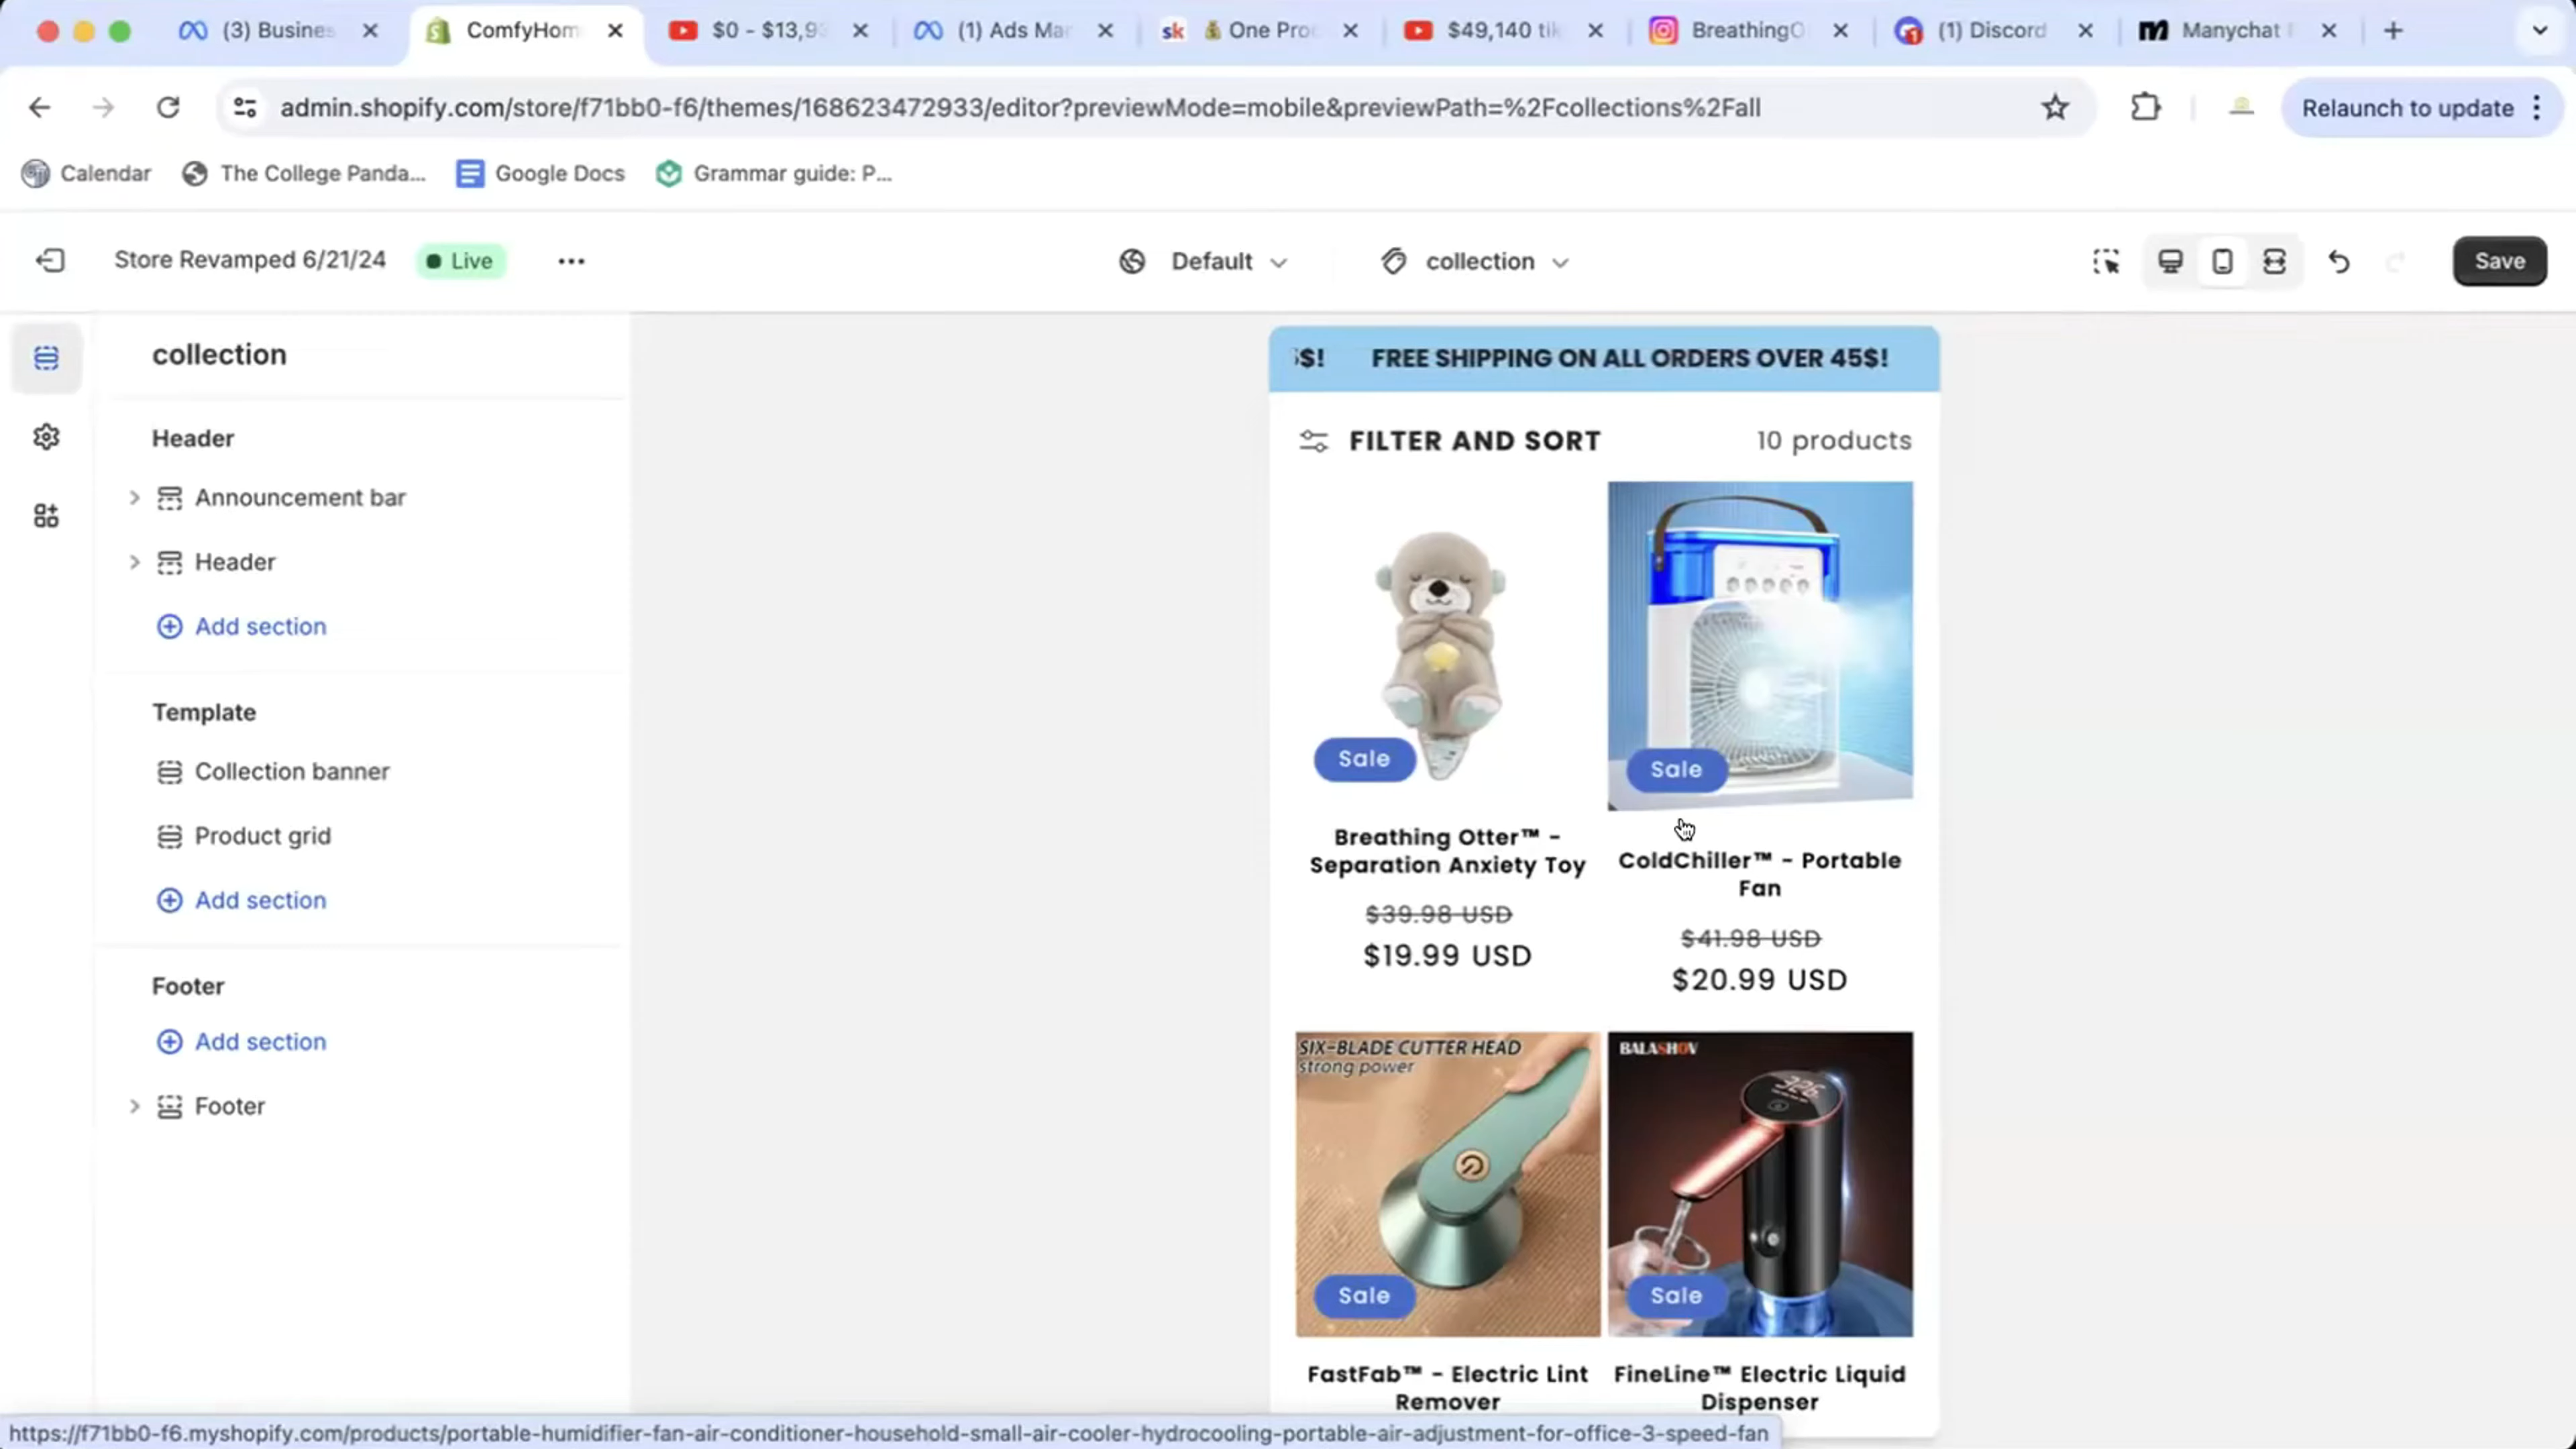 (3) Busines
ComfyHom
$0 - $13,9
(1) Ads Mar
sk
One Pro
$49,140 tik
BreathingO
(1) Discord
Manychat
admin.shopify.com/store/f71bb0-f6/themes/168623472933/editor?previewMode=mobile&previewPath=%2Fcollections%2Fall
Relaunch to update
Calendar
The College Panda...
Google Docs
Grammar guide: P...
Store Revamped 6/21/24
Live
Default
collection
Save
collection
Header
Announcement bar
Header
Add section
Template
Collection banner
Product grid
Add section
Footer
Add section
Footer
$! FREE SHIPPING ON ALL ORDERS OVER 45$!
FILTER AND SORT
10 products
Sale
Breathing Otter™ -
Separation Anxiety Toy
$39.98 USD
$19.99 USD
Sale
ColdChiller™ - Portable
Fan
$41.98 USD
$20.99 USD
SIX-BLADE CUTTER HEAD
strong power
Sale
FastFab™ - Electric Lint
Remover
BALASHOV
326
Sale
FineLine™ Electric Liquid
Dispenser
https://f71bb0-f6.myshopify.com/products/portable-humidifier-fan-air-conditioner-household-small-air-cooler-hydrocooling-portable-air-adjustment-for-office-3-speed-fan